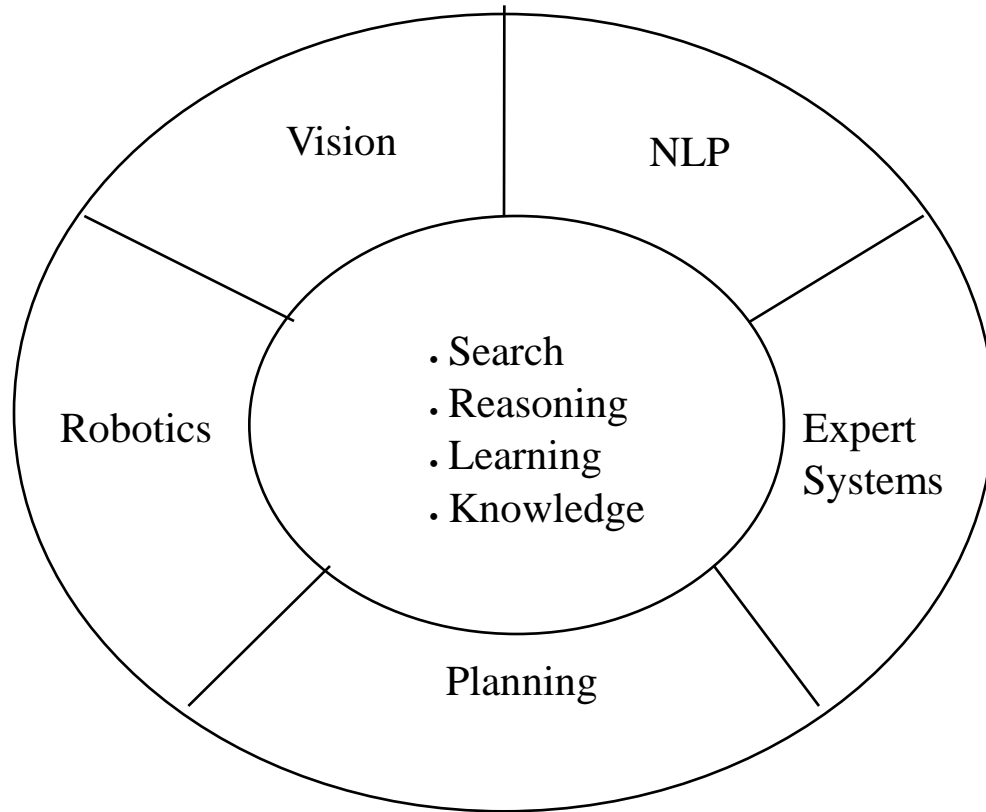 Vision
NLP
. Search
. Reasoning
. Learning
. Knowledge
Robotics
Expert
Systems
Planning